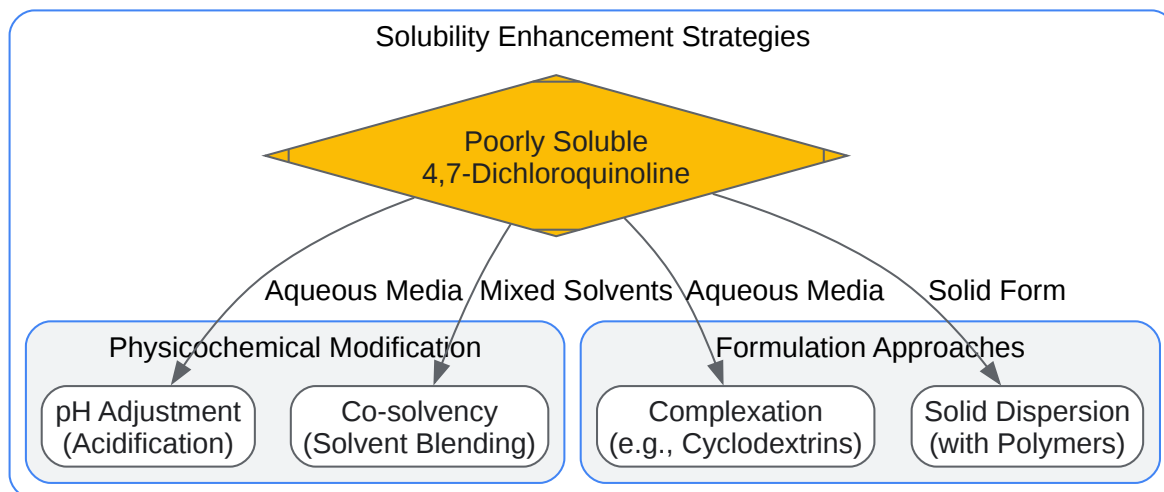 Solubility Enhancement Strategies
Poorly Soluble
4,7-Dichloroquinoline
Aqueous Media
Mixed Solvents
Aqueous Media
Solid Form
Physicochemical Modification
Formulation Approaches
pH Adjustment
(Acidification)
Co-solvency
(Solvent Blending)
Complexation
(e.g., Cyclodextrins)
Solid Dispersion
(with Polymers)